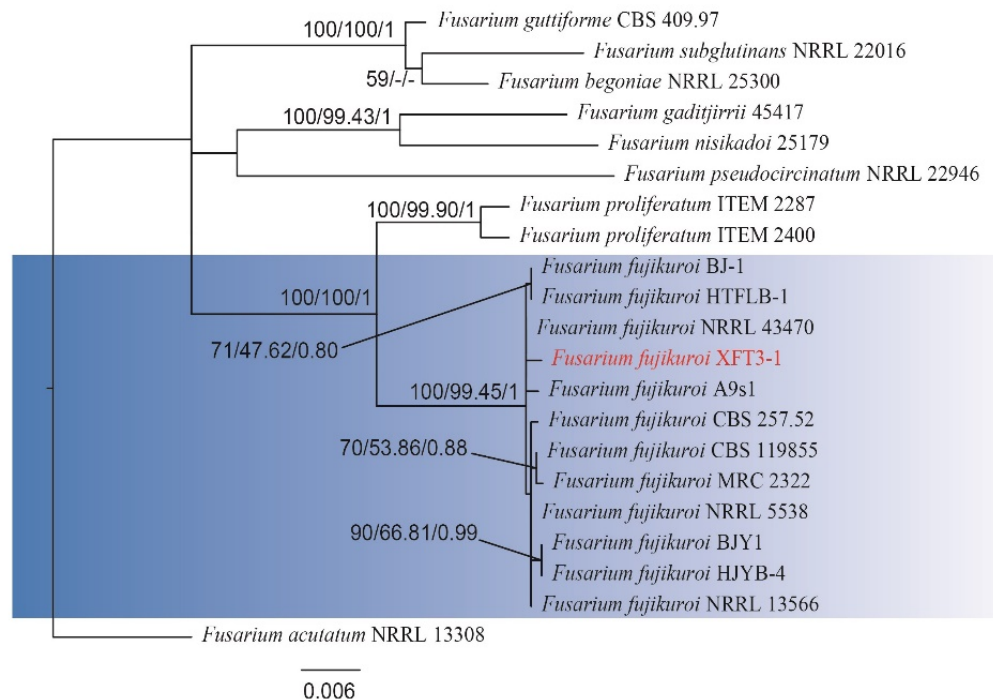 Fusarium guttiforme CBS 409.97
100/100/1
Fusarium subglutinans NRRL 22016
59/-/-
Fusarium begoniae NRRL 25300
100/99.43/1
Fusarium gaditjirrii 45417
Fusarium nisikadoi 25179
Fusarium pseudocircinatum NRRL 22946
100/99.90/1
Fusarium proliferatum ITEM 2287
Fusarium proliferatum ITEM 2400
Fusarium fujikuroi BJ-1
100/100/1
Fusarium fujikuroi HTFLB-1
Fusarium fujikuroi NRRL 43470
71/47.62/0.80
Fusarium fujikuroi XFT3-1
100/99.45/1
Fusarium fujikuroi A9s1
Fusarium fujikuroi CBS 257.52
70/53.86/0.88
Fusarium fujikuroi CBS 119855
Fusarium fujikuroi MRC 2322
Fusarium fujikuroi NRRL 5538
90/66.81/0.99
Fusarium fujikuroi BJY1
Fusarium fujikuroi HJYB-4
Fusarium fujikuroi NRRL 13566
Fusarium acutatum NRRL 13308
0.006